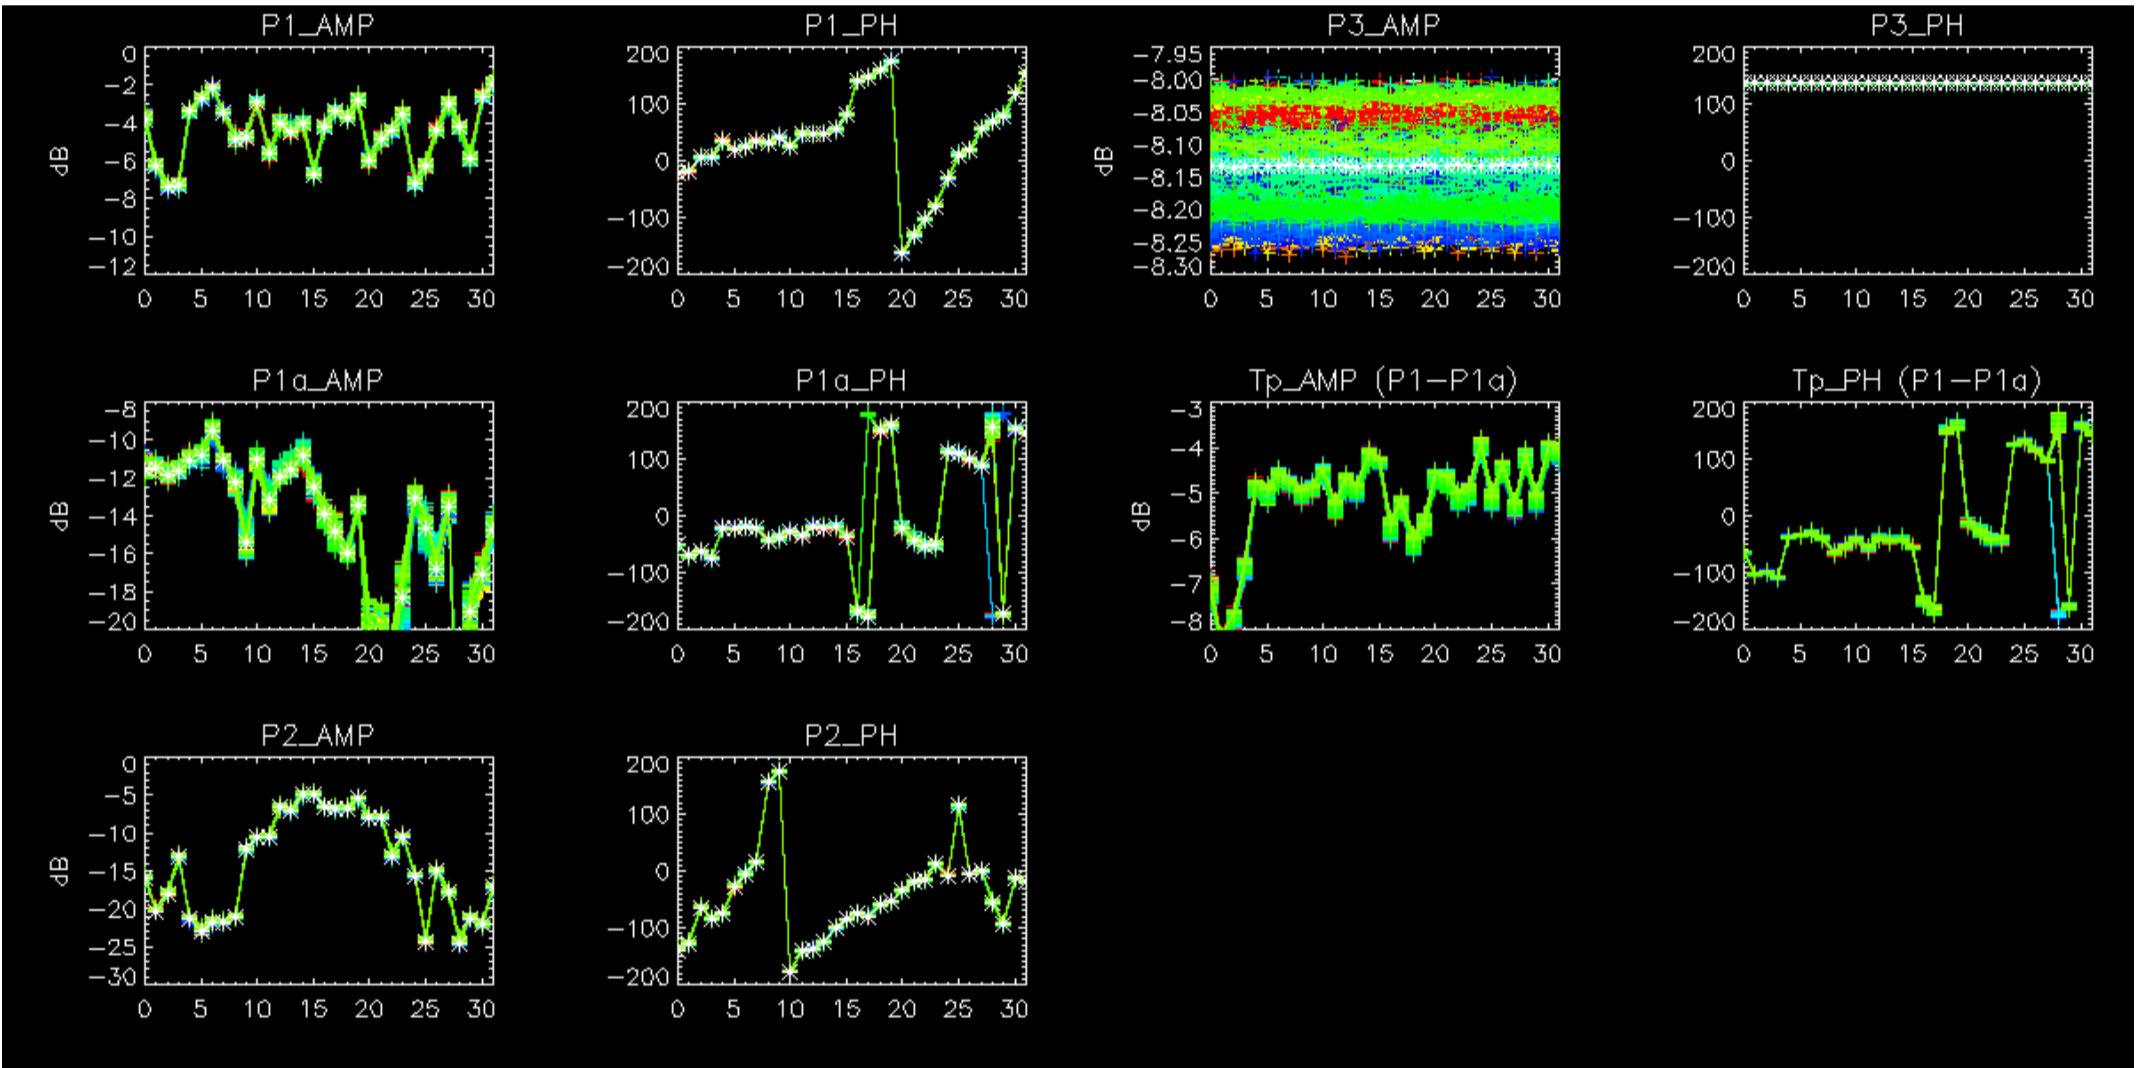 P1_AMP P1_PH P3_AMP P3_PH
0 −2 −4 −6 −8 −10 −12 dB
200 100 0 −100 −200
−7.95 −8.00 −8.05 −8.10 −8.15 −8.20 −8.25 −8.30 dB
200 100 0 −100 −200
0 5 10 15 20 25 30 0 5 10 15 20 25 30 0 5 10 15 20 25 30 0 5 10 15 20 25 30
P1a_AMP P1a_PH Tp_AMP (P1−P1a) Tp_PH (P1−P1a)
−8 −10 −12 −14 −16 −18 −20 dB
200 100 0 −100 −200
−3 −4 −5 −6 −7 −8 dB
200 100 0 −100 −200
0 5 10 15 20 25 30 0 5 10 15 20 25 30 0 5 10 15 20 25 30 0 5 10 15 20 25 30
P2_AMP P2_PH
0 −5 −10 −15 −20 −25 −30 dB
200 100 0 −100 −200
0 5 10 15 20 25 30 0 5 10 15 20 25 30